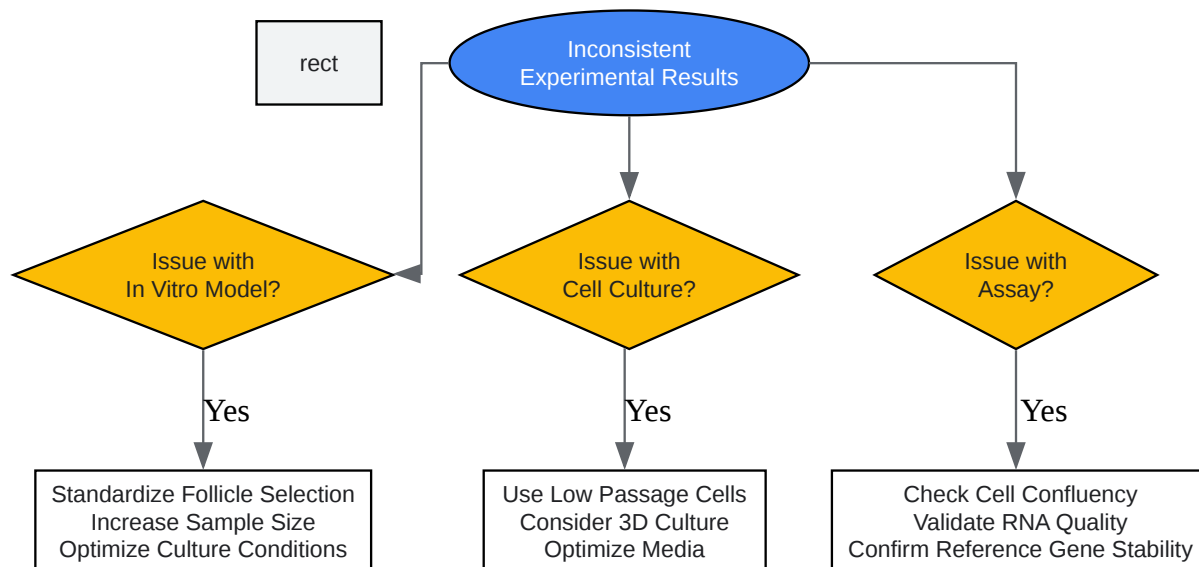 rect
Inconsistent
Experimental Results
Issue with
In Vitro Model?
Issue with
Cell Culture?
Issue with
Assay?
Yes
Yes
Yes
Standardize Follicle Selection
Increase Sample Size
Optimize Culture Conditions
Use Low Passage Cells
Consider 3D Culture
Optimize Media
Check Cell Confluency
Validate RNA Quality
Confirm Reference Gene Stability